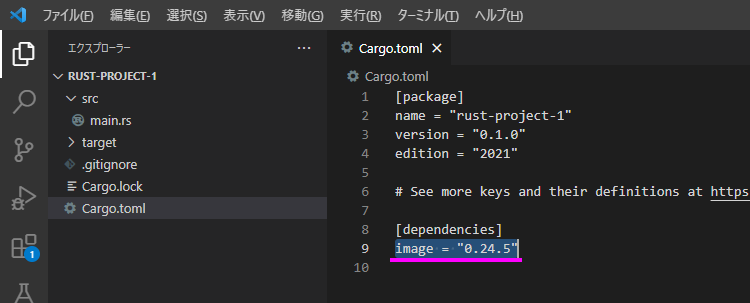 ファイル(F) 編集(E) 選択(S) 表示(V) 移動(G) 実行(R) ターミナル(T) ヘルプ(H)
エクスプローラー ...
RUST-PROJECT-1
src
main.rs
target
.gitignore
Cargo.lock
Cargo.toml
1
Cargo.toml
Cargo.toml
1 [package]
2 name = "rust-project-1"
3 version = "0.1.0"
4 edition = "2021"
5
6 # See more keys and their definitions at https
7
8 [dependencies]
9 image = "0.24.5"
10